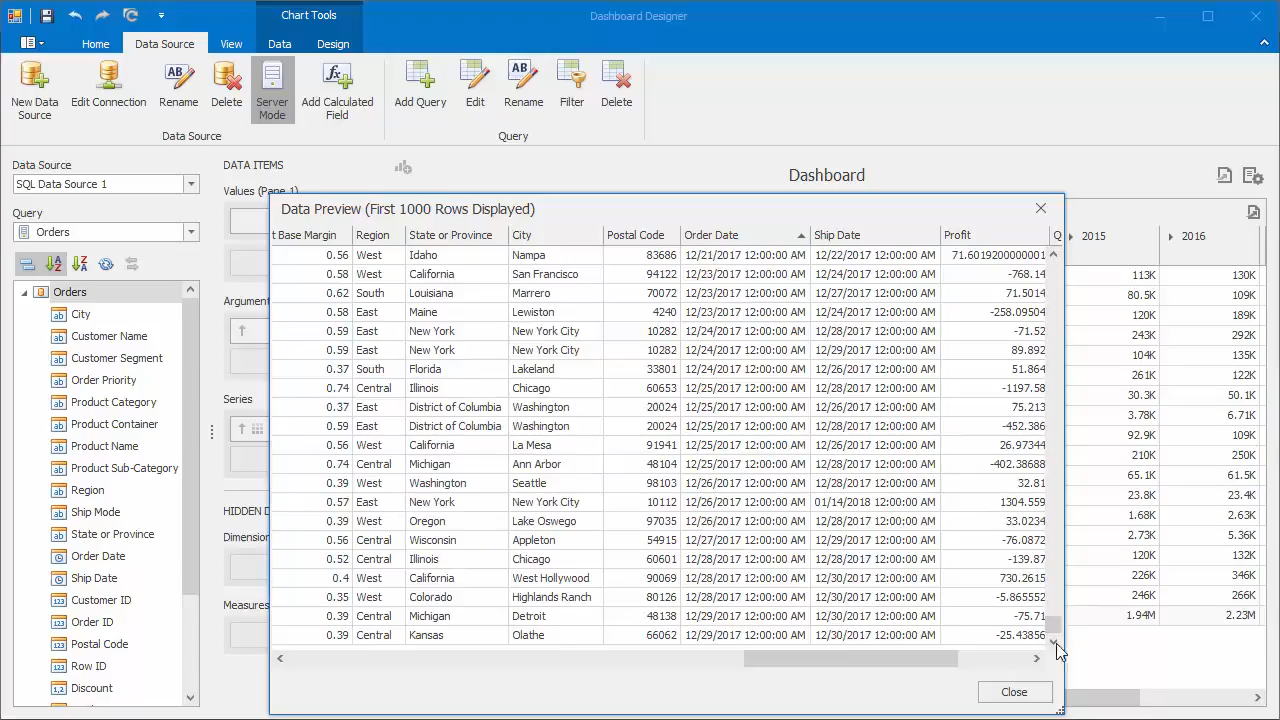 Chart Tools
Dashboard Designer
Home
Data Source
View
Data
Design
New Data Source
Edit Connection
Rename
Delete
Server Mode
Add Calculated Field
Add Query
Edit
Rename
Filter
Delete
Data Source
Query
Data Source
SQL Data Source 1
Query
Orders
Orders
City
Customer Name
Customer Segment
Order Priority
Product Category
Product Container
Product Name
Product Sub-Category
Region
Ship Mode
State or Province
Order Date
Ship Date
Customer ID
Order ID
Postal Code
Row ID
Discount
DATA ITEMS
Values (Pane 1)
Argument
Series
HIDDEN D
Dimension
Measures
Dashboard
Data Preview (First 1000 Rows Displayed)
t Base Margin Region State or Province City Postal Code Order Date Ship Date Profit Q
0.56 West Idaho Nampa 83686 12/21/2017 12:00:00 AM 12/22/2017 12:00:00 AM 71.60192000000001
0.58 West California San Francisco 94122 12/23/2017 12:00:00 AM 12/23/2017 12:00:00 AM -768.14
0.62 South Louisiana Marrero 70072 12/23/2017 12:00:00 AM 12/27/2017 12:00:00 AM 71.5014
0.58 East Maine Lewiston 4240 12/23/2017 12:00:00 AM 12/24/2017 12:00:00 AM -258.09504
0.59 East New York New York City 10282 12/24/2017 12:00:00 AM 12/26/2017 12:00:00 AM -71.52
0.59 East New York New York City 10282 12/24/2017 12:00:00 AM 12/29/2017 12:00:00 AM 89.892
0.37 South Florida Lakeland 33801 12/24/2017 12:00:00 AM 12/26/2017 12:00:00 AM 51.864
0.74 Central Illinois Chicago 60653 12/25/2017 12:00:00 AM 12/28/2017 12:00:00 AM -1197.58
0.37 East District of Columbia Washington 20024 12/25/2017 12:00:00 AM 12/26/2017 12:00:00 AM 75.213
0.59 East District of Columbia Washington 20024 12/25/2017 12:00:00 AM 12/28/2017 12:00:00 AM -452.386
0.56 West California La Mesa 91941 12/25/2017 12:00:00 AM 12/26/2017 12:00:00 AM 26.97344
0.74 Central Michigan Ann Arbor 48104 12/25/2017 12:00:00 AM 12/28/2017 12:00:00 AM -402.38688
0.39 West Washington Seattle 98103 12/26/2017 12:00:00 AM 12/28/2017 12:00:00 AM 32.81
0.57 East New York New York City 10112 12/26/2017 12:00:00 AM 01/14/2018 12:00:00 AM 1304.559
0.39 West Oregon Lake Oswego 97035 12/26/2017 12:00:00 AM 12/28/2017 12:00:00 AM 33.0234
0.56 Central Wisconsin Appleton 54915 12/27/2017 12:00:00 AM 12/28/2017 12:00:00 AM -76.0872
0.52 Central Illinois Chicago 60601 12/28/2017 12:00:00 AM 12/28/2017 12:00:00 AM -139.87
0.4 West California West Hollywood 90069 12/28/2017 12:00:00 AM 12/30/2017 12:00:00 AM 730.2615
0.35 West Colorado Highlands Ranch 80126 12/28/2017 12:00:00 AM 12/30/2017 12:00:00 AM -5.865552
0.39 Central Michigan Detroit 48138 12/29/2017 12:00:00 AM 12/30/2017 12:00:00 AM -75.71
0.39 Central Kansas Olathe 66062 12/29/2017 12:00:00 AM 12/30/2017 12:00:00 AM -25.43856
Close
2015 2016
113K 130K
80.5K 109K
120K 189K
243K 292K
104K 135K
261K 122K
30.3K 50.1K
3.78K 6.71K
92.9K 109K
210K 250K
65.1K 61.5K
23.8K 23.4K
1.68K 2.63K
2.73K 5.36K
120K 132K
226K 346K
246K 266K
1.94M 2.23M